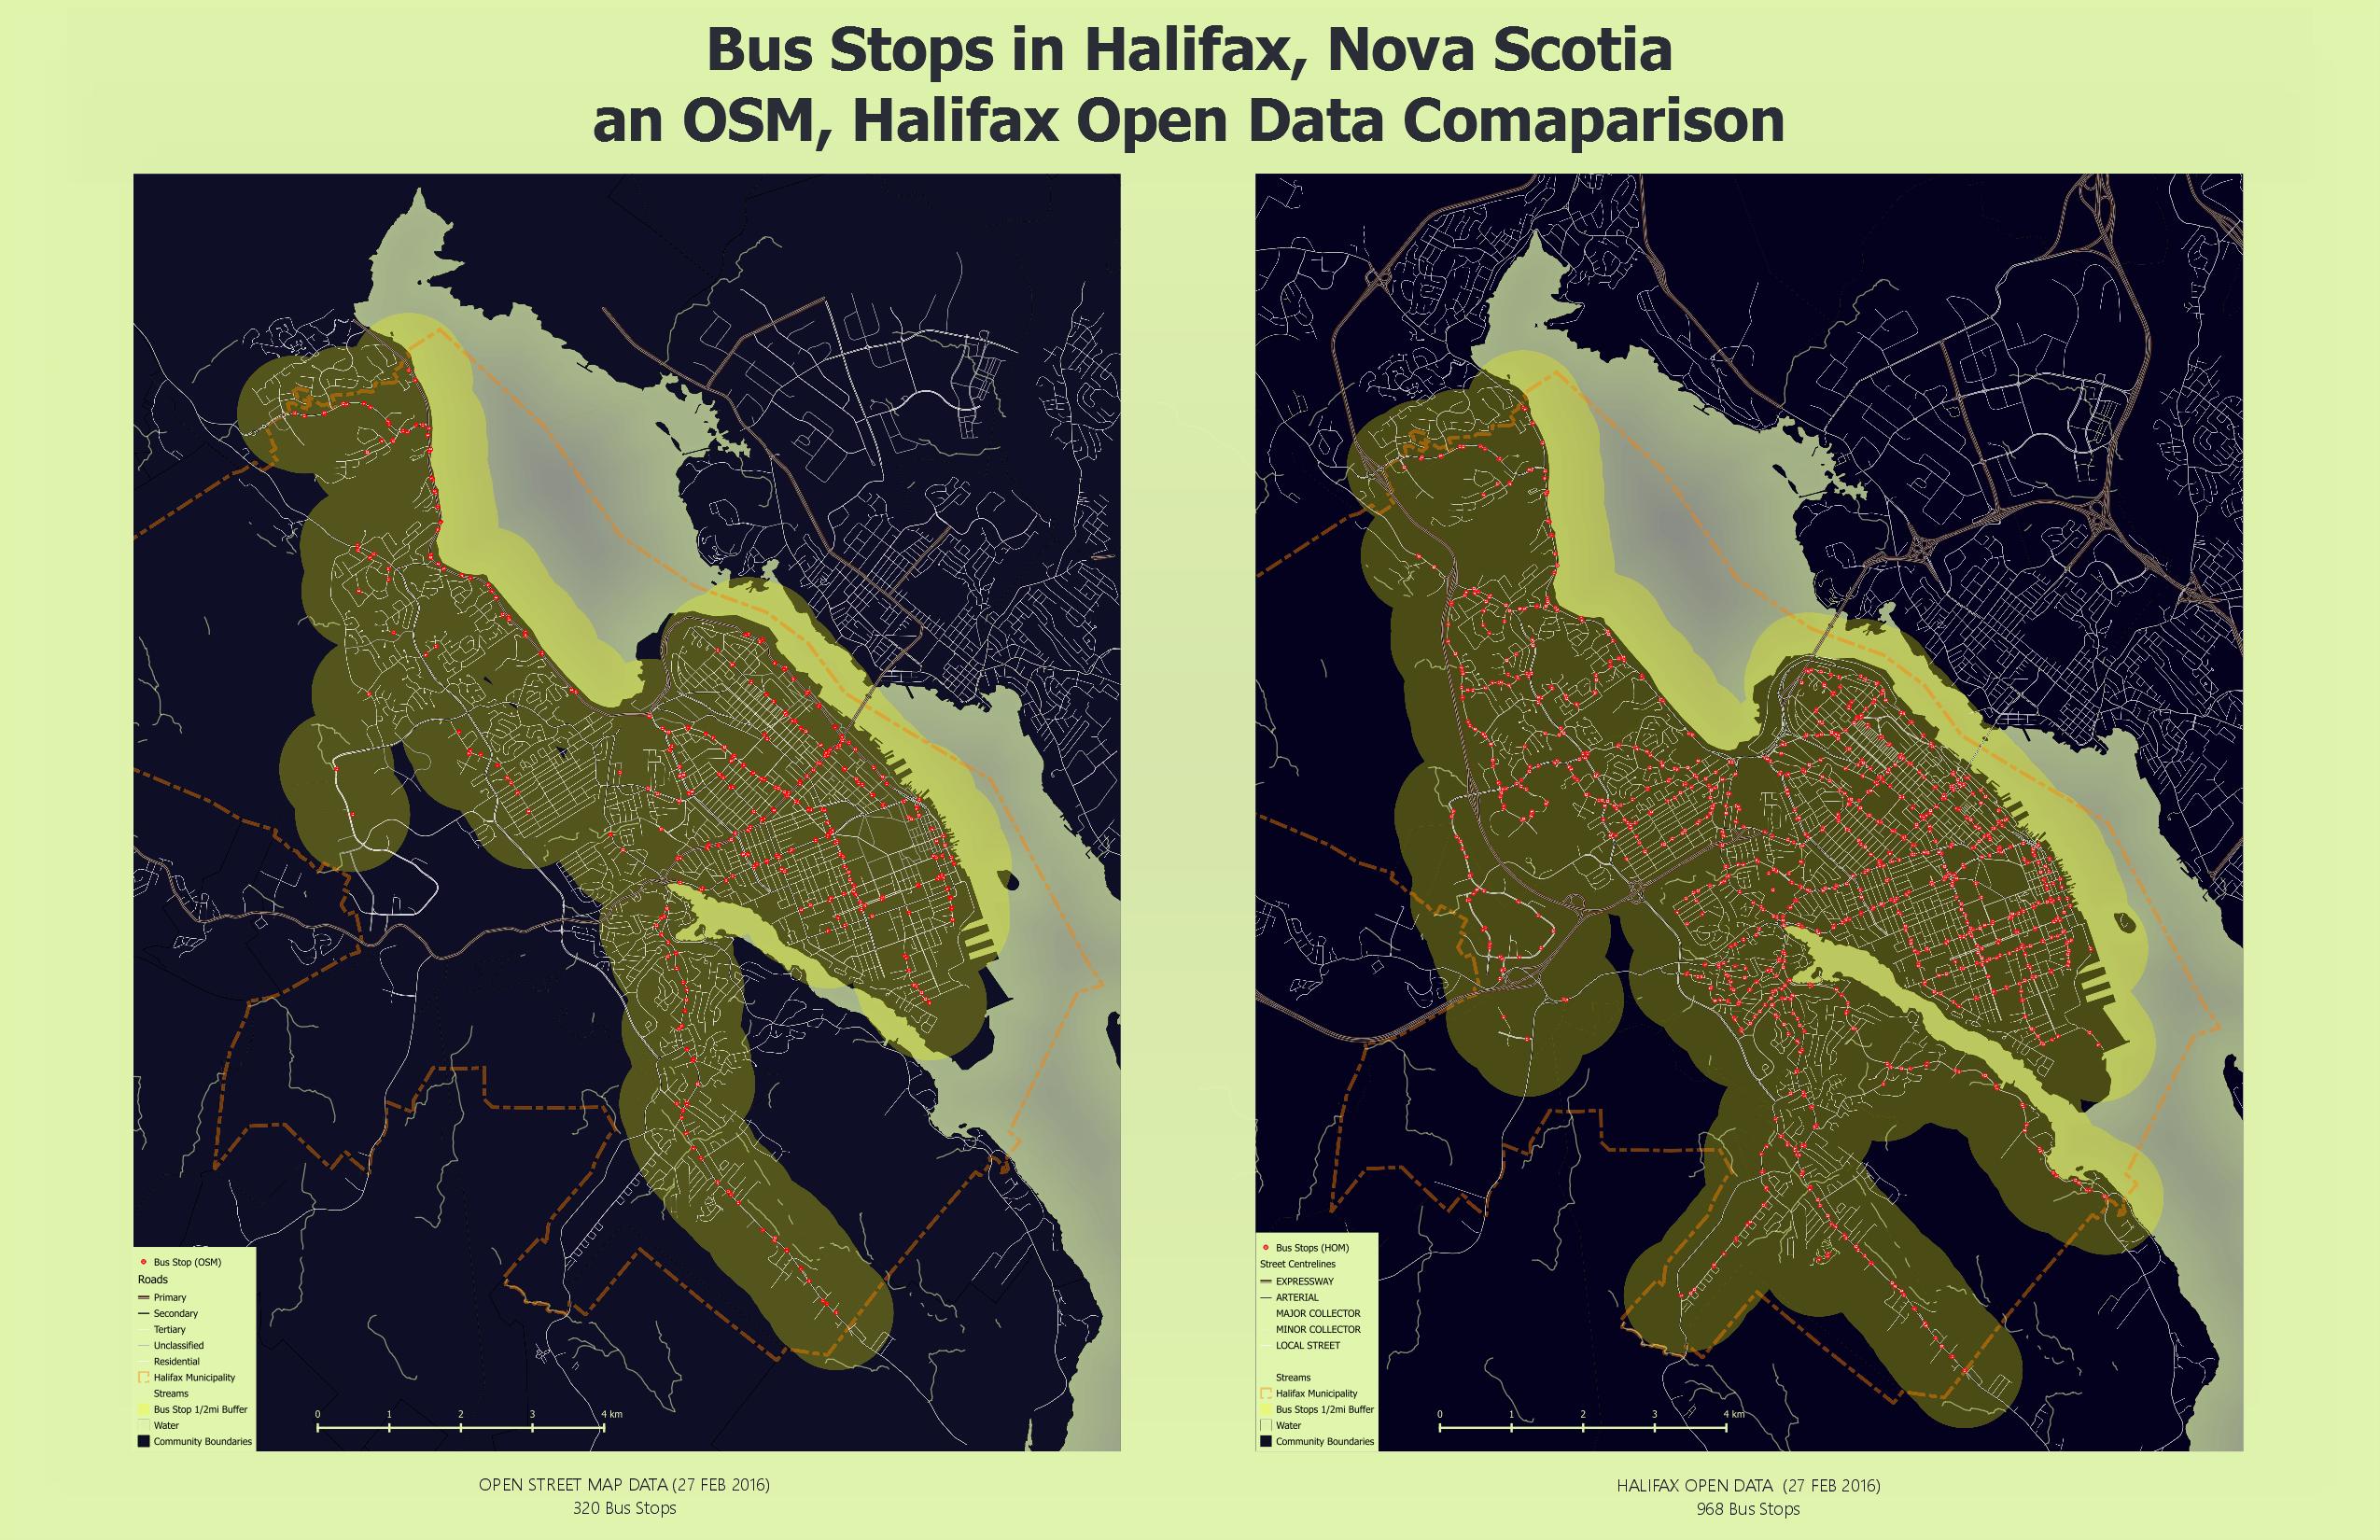 Bus Stops in Halifax, Nova Scotia
an OSM, Halifax Open Data Comaparison
Bus Stop (OSM)
Roads
Primary
Secondary
Tertiary
Unclassified
Residential
Halifax Municipality
Streams
Bus Stop 1/2mi Buffer
Water
Community Boundaries
0 1 2 3 4 km
OPEN STREET MAP DATA (27 FEB 2016)
320 Bus Stops
Bus Stops (HOM)
Street Centrelines
EXPRESSWAY
ARTERIAL
MAJOR COLLECTOR
MINOR COLLECTOR
LOCAL STREET
Streams
Halifax Municipality
Bus Stops 1/2mi Buffer
Water
Community Boundaries
0 1 2 3 4 km
HALIFAX OPEN DATA (27 FEB 2016)
968 Bus Stops